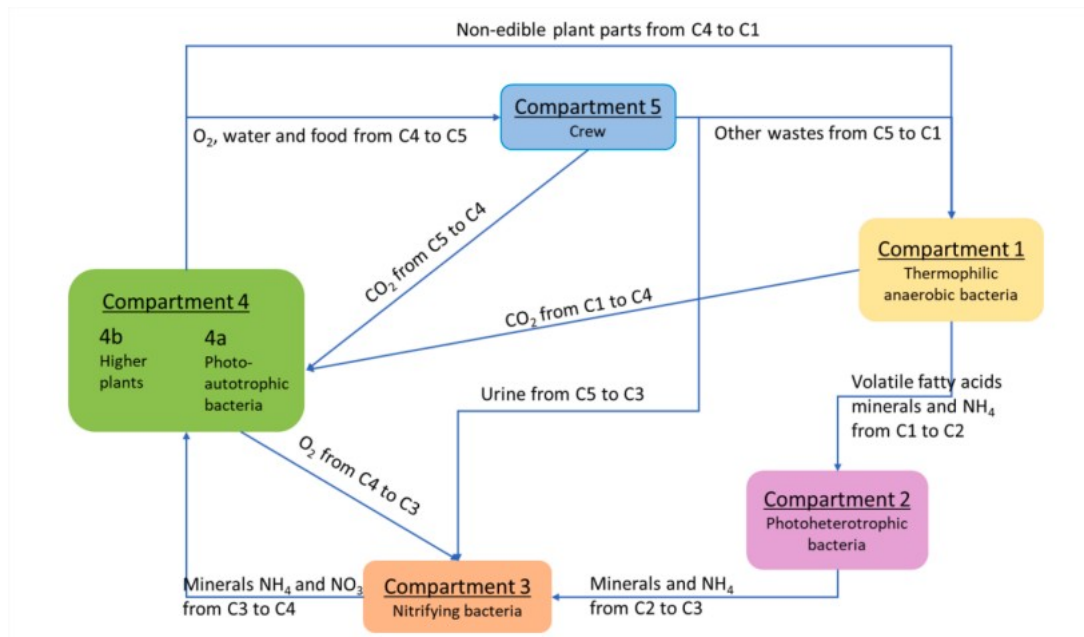 Non-edible plant parts from C4 to C1
Compartment 5
Crew
O₂, water and food from C4 to C5
Other wastes from C5 to C1
CO₂ from C5 to C4
Compartment 1
Thermophilic
anaerobic bacteria
Compartment 4
4b
Higher
plants
4a
Photo-
autotrophic
bacteria
CO₂ from C1 to C4
Urine from C5 to C3
Volatile fatty acids
minerals and NH₄
from C1 to C2
O₂ from C4 to C3
Compartment 2
Photoheterotrophic
bacteria
Minerals NH₄ and NO₃
from C3 to C4
Compartment 3
Nitrifying bacteria
Minerals and NH₄
from C2 to C3